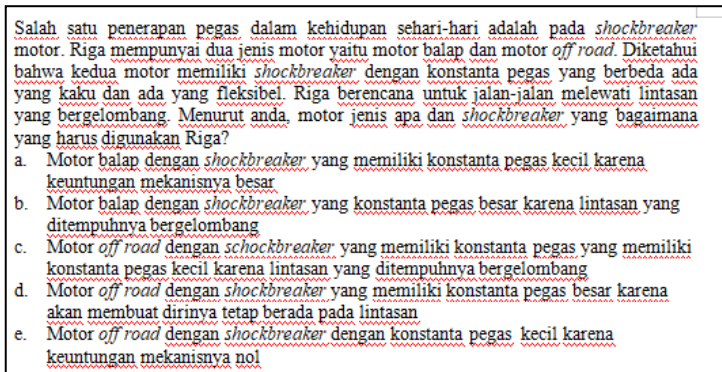 Salah satu penerapan pegas dalam kehidupan sehari-hari adalah pada shockbreaker
motor. Riga mempunyai dua jenis motor yaitu motor balap dan motor off road. Diketahui
bahwa kedua motor memiliki shockbreaker dengan konstanta pegas yang berbeda ada
yang kaku dan ada yang fleksibel. Riga berencana untuk jalan-jalan melewati lintasan
yang bergelombang. Menurut anda, motor jenis apa dan shockbreaker yang bagaimana
yang harus digunakan Riga?
a. Motor balap dengan shockbreaker yang memiliki konstanta pegas kecil karena
keuntungan mekanisnya besar
b. Motor balap dengan shockbreaker yang konstanta pegas besar karena lintasan yang
ditempuhnya bergelombang
c. Motor off road dengan schockbreaker yang memiliki konstanta pegas yang memiliki
konstanta pegas kecil karena lintasan yang ditempuhnya bergelombang
d. Motor off road dengan shockbreaker yang memiliki konstanta pegas besar karena
akan membuat dirinya tetap berada pada lintasan
e. Motor off road dengan shockbreaker dengan konstanta pegas kecil karena
keuntungan mekanisnya nol